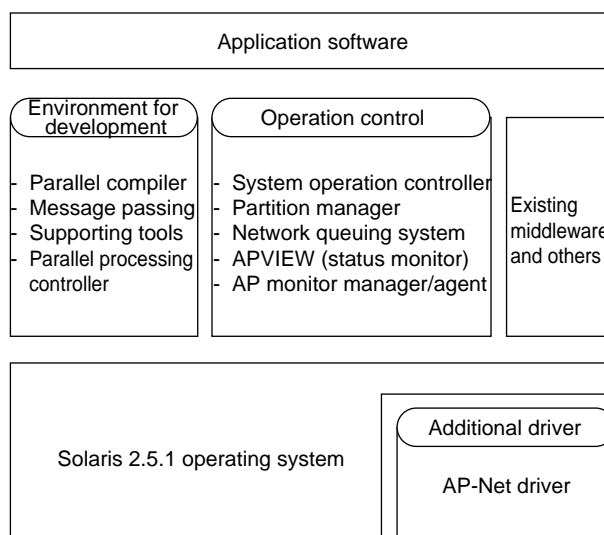 Application software
Environment for
development
- Parallel compiler
- Message passing
- Supporting tools
- Parallel processing
controller
Operation control
- System operation controller
- Partition manager
- Network queuing system
- APVIEW (status monitor)
- AP monitor manager/agent
Existing
middleware
and others
Solaris 2.5.1 operating system
Additional driver
AP-Net driver